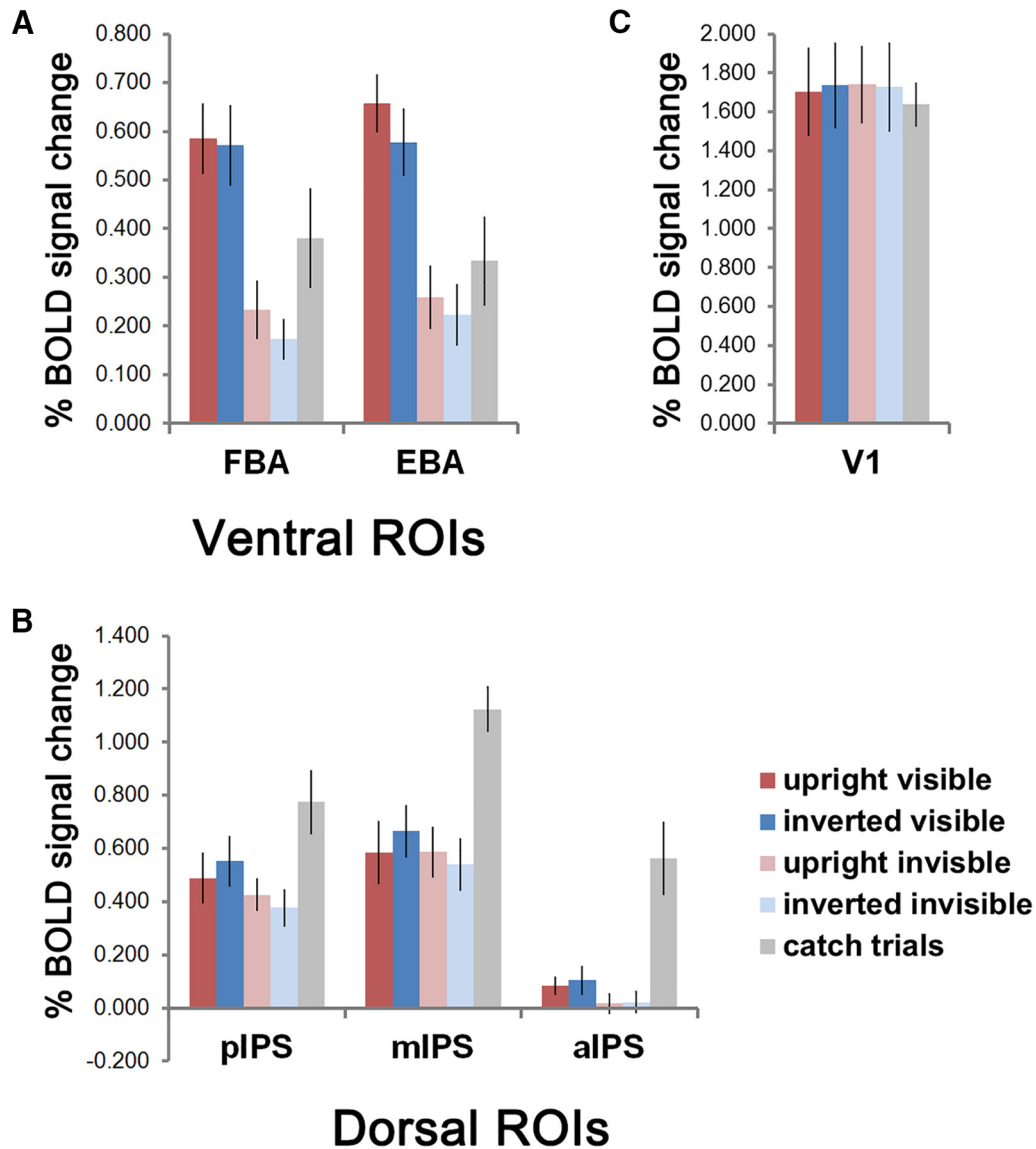 A
% BOLD signal change
0.800
0.700
0.600
0.500
0.400
0.300
0.200
0.100
0.000
FBA
EBA
Ventral ROIs
C
% BOLD signal change
2.000
1.800
1.600
1.400
1.200
1.000
0.800
0.600
0.400
0.200
0.000
V1
B
% BOLD signal change
1.400
1.200
1.000
0.800
0.600
0.400
0.200
0.000
-0.200
pIPS
mIPS
aIPS
Dorsal ROIs
upright visible
inverted visible
upright invisble
inverted invisible
catch trials